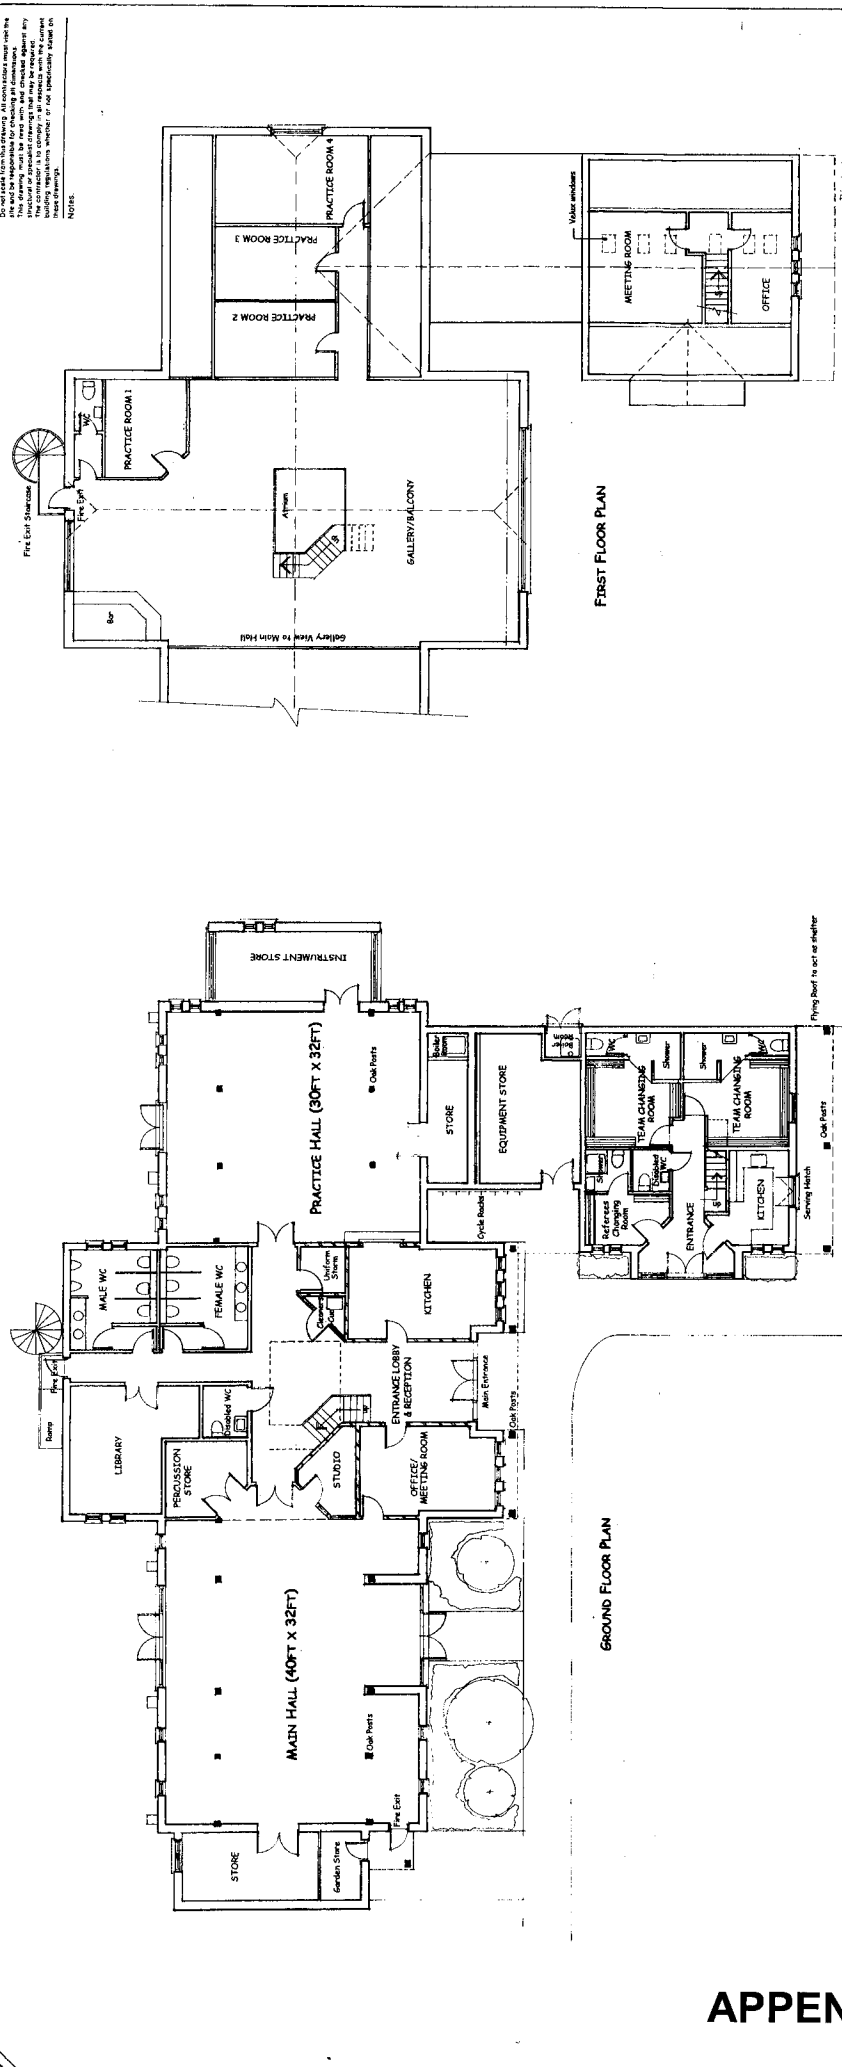 Do not scale from this drawing. All contractors must visit the
site and be responsible for checking all dimensions.
This drawing must be read with and checked against any
structural or specialist drawings that may be required.
The contractor is to comply in all respects with the current
building regulations whether or not specifically stated on
these drawings.
Notes.
PRACTICE ROOM 4
PRACTICE ROOM 3
PRACTICE ROOM 2
PRACTICE ROOM 1
WC
Fire Exit Staircase
Fire Exit
Bar
Atrium
GALLERY/BALCONY
Gallery View to Main Hall
Velux windows
MEETING ROOM
OFFICE
FIRST FLOOR PLAN
INSTRUMENT STORE
PRACTICE HALL (30FT X 32FT)
Oak Posts
Boiler
Room
STORE
EQUIPMENT STORE
Boiler
Room
Cycle Racks
WC
Shower
Shower
WC
TEAM CHANGING
ROOM
TEAM CHANGING
ROOM
Shower
Disabled
WC
Referees
Changing
Room
ENTRANCE
KITCHEN
Serving Hatch
Oak Posts
Flying Roof to act as shelter
MALE WC
FEMALE WC
Uniform
Storm
KITCHEN
Fire Exit
Ramp
LIBRARY
Disabled WC
PERCUSSION
STORE
STUDIO
UP
ENTRANCE LOBBY
& RECEPTION
Main Entrance
Oak Posts
OFFICE/
MEETING ROOM
MAIN HALL (40FT X 32FT)
Oak Posts
Fire Exit
STORE
Garden Store
GROUND FLOOR PLAN
APPEN